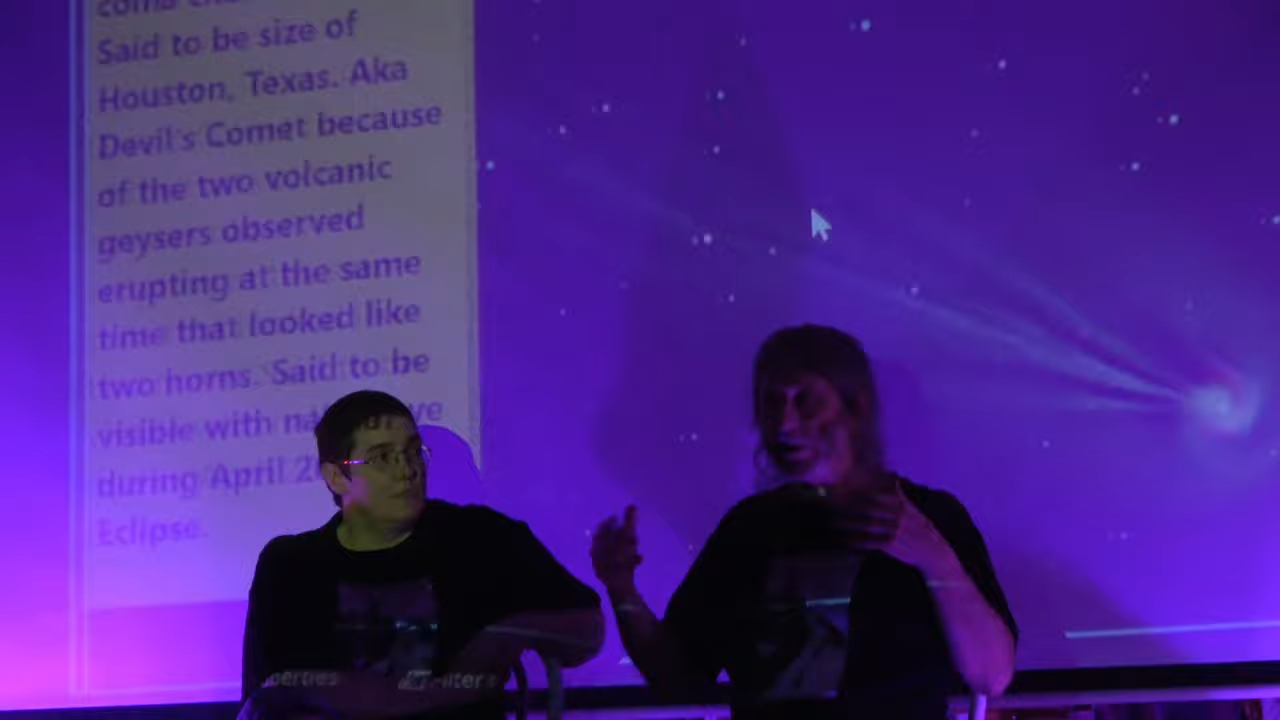 coma
Said to be size of
Houston, Texas. Aka
Devil's Comet because
of the two volcanic
geysers observed
erupting at the same
time that looked like
two horns. Said to be
visible with
during April
Eclipse.